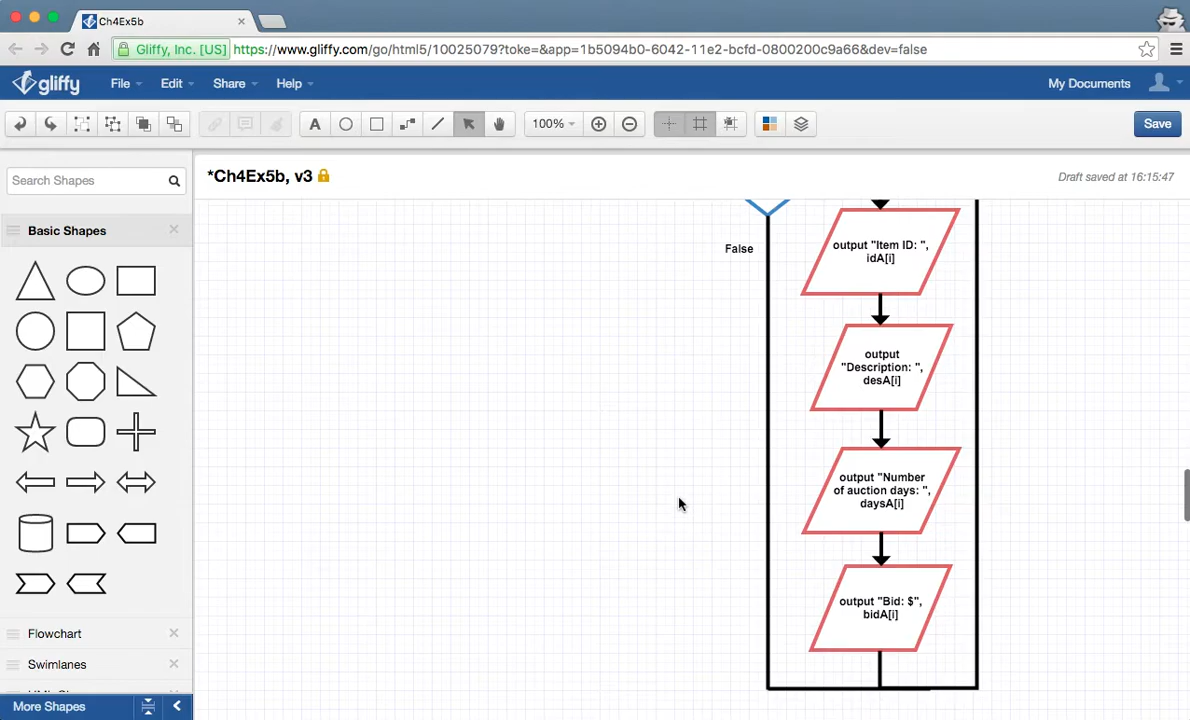 Ch4Ex5b
Gliffy, Inc. [US]
https://www.gliffy.com/go/html5/10025079?toke=&app=1b5094b0-6042-11e2-bcfd-0800200c9a66&dev=false
gliffy
File
Edit
Share
Help
My Documents
A
100%
Save
Search Shapes
*Ch4Ex5b, v3
Draft saved at 16:15:47
Basic Shapes
False
output "Item ID: ",
idA[i]
output
"Description: ",
desA[i]
output "Number
of auction days: ",
daysA[i]
output "Bid: $",
bidA[i]
Flowchart
Swimlanes
More Shapes